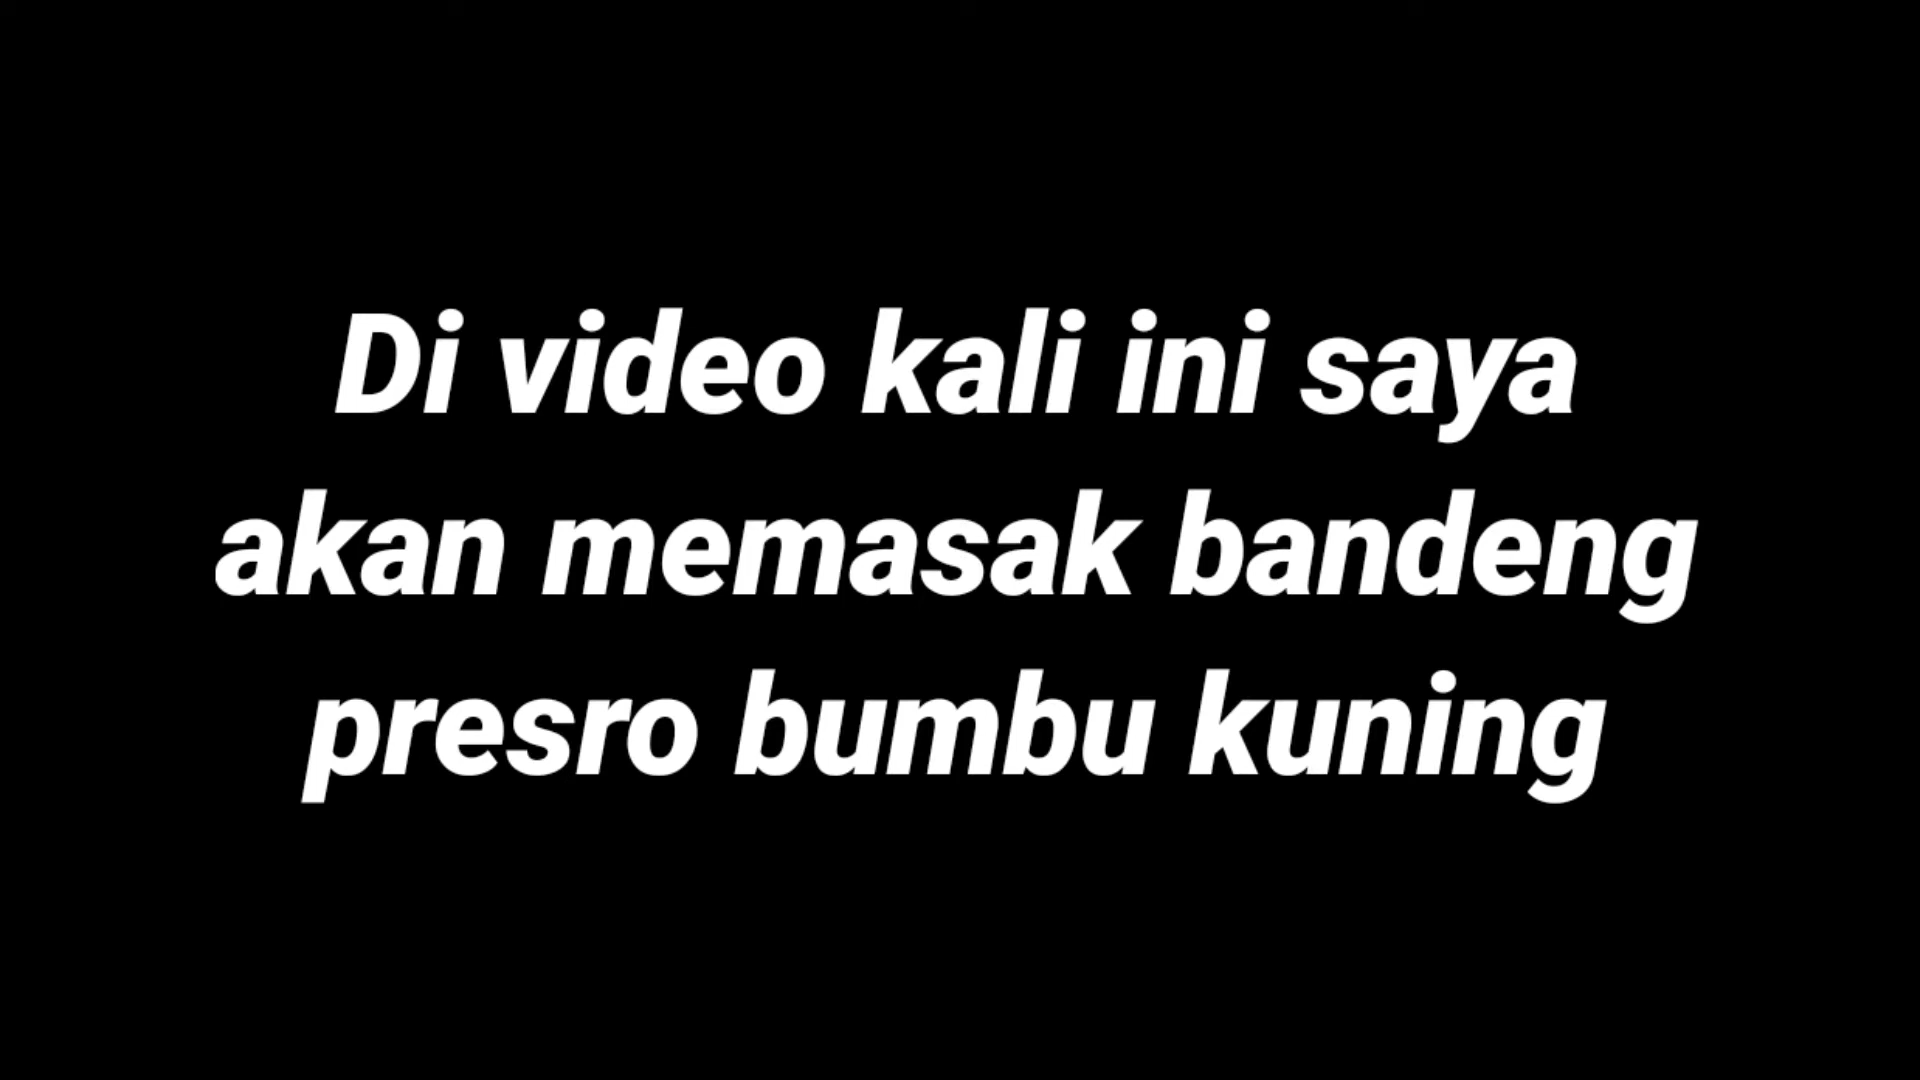 Di video kali ini saya
akan memasak bandeng
presro bumbu kuning